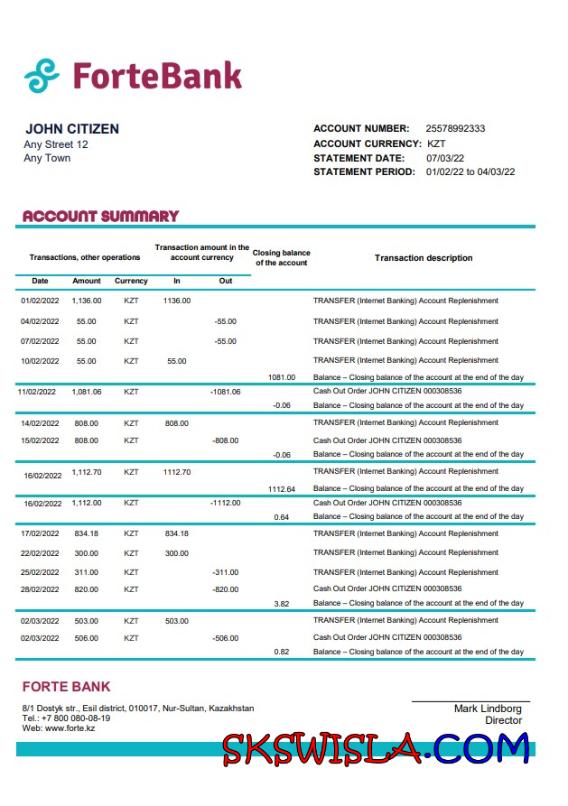 ForteBank
JOHN CITIZEN
Any Street 12
Any Town
ACCOUNT NUMBER: 25578992333
ACCOUNT CURRENCY: KZT
STATEMENT DATE: 07/03/22
STATEMENT PERIOD: 01/02/22 to 04/03/22
ACCOUNT SUMMARY
Transactions, other operations
Transaction amount in the account currency
Closing balance of the account
Transaction description
Date Amount Currency In Out
01/02/2022 1,136.00 KZT 1136.00 TRANSFER (Internet Banking) Account Replenishment
04/02/2022 55.00 KZT -55.00 TRANSFER (Internet Banking) Account Replenishment
07/02/2022 55.00 KZT -55.00 TRANSFER (Internet Banking) Account Replenishment
10/02/2022 55.00 KZT 55.00 TRANSFER (Internet Banking) Account Replenishment
1081.00 Balance – Closing balance of the account at the end of the day
11/02/2022 1,081.06 KZT -1081.06 Cash Out Order JOHN CITIZEN 000308536
-0.06 Balance – Closing balance of the account at the end of the day
14/02/2022 808.00 KZT 808.00 TRANSFER (Internet Banking) Account Replenishment
15/02/2022 808.00 KZT -808.00 Cash Out Order JOHN CITIZEN 000308536
-0.06 Balance – Closing balance of the account at the end of the day
16/02/2022 1,112.70 KZT 1112.70 TRANSFER (Internet Banking) Account Replenishment
1112.64 Balance – Closing balance of the account at the end of the day
16/02/2022 1,112.00 KZT -1112.00 Cash Out Order JOHN CITIZEN 000308536
0.64 Balance – Closing balance of the account at the end of the day
17/02/2022 834.18 KZT 834.18 TRANSFER (Internet Banking) Account Replenishment
22/02/2022 300.00 KZT 300.00 TRANSFER (Internet Banking) Account Replenishment
25/02/2022 311.00 KZT -311.00 TRANSFER (Internet Banking) Account Replenishment
28/02/2022 820.00 KZT -820.00 Cash Out Order JOHN CITIZEN 000308536
3.82 Balance – Closing balance of the account at the end of the day
02/03/2022 503.00 KZT 503.00 TRANSFER (Internet Banking) Account Replenishment
02/03/2022 506.00 KZT -506.00 Cash Out Order JOHN CITIZEN 000308536
0.82 Balance – Closing balance of the account at the end of the day
FORTE BANK
8/1 Dostyk str., Esil district, 010017, Nur-Sultan, Kazakhstan
Tel.: +7 800 080-08-19
Web: www.forte.kz
Mark Lindborg
Director
SKSWISLA.COM